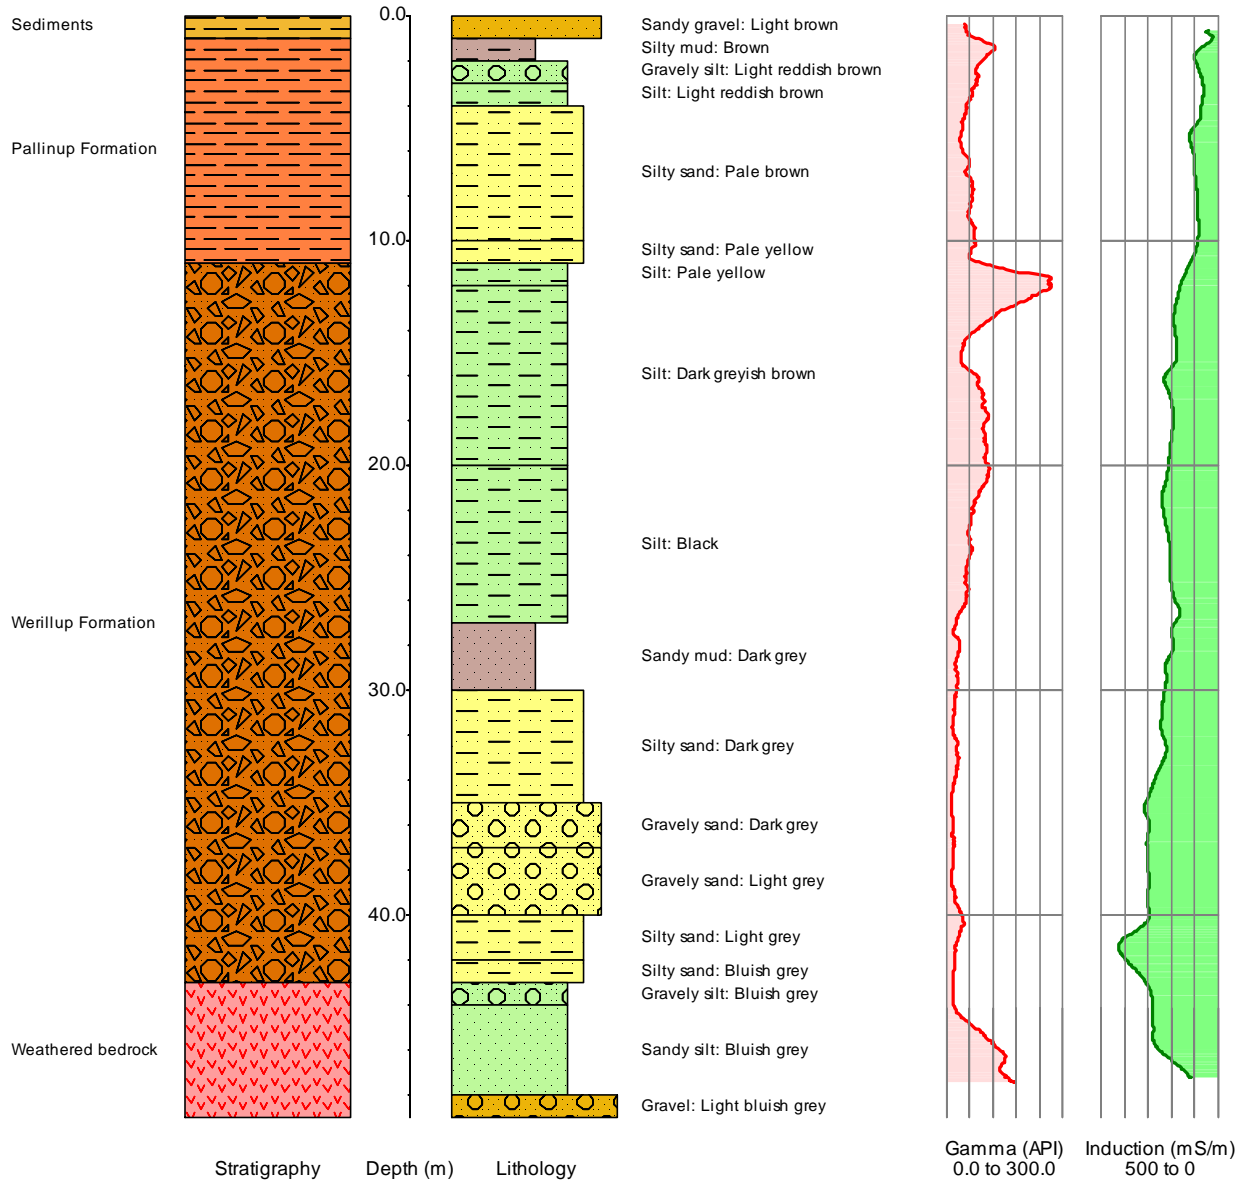 Sediments
Pallinup Formation
Werillup Formation
Weathered bedrock
Stratigraphy
0.0
10.0
20.0
30.0
40.0
Depth (m)
Sandy gravel: Light brown
Silty mud: Brown
Gravely silt: Light reddish brown
Silt: Light reddish brown
Silty sand: Pale brown
Silty sand: Pale yellow
Silt: Pale yellow
Silt: Dark greyish brown
Silt: Black
Sandy mud: Dark grey
Silty sand: Dark grey
Gravely sand: Dark grey
Gravely sand: Light grey
Silty sand: Light grey
Silty sand: Bluish grey
Gravely silt: Bluish grey
Sandy silt: Bluish grey
Gravel: Light bluish grey
Lithology
Gamma (API)
0.0 to 300.0
Induction (mS/m)
500 to 0